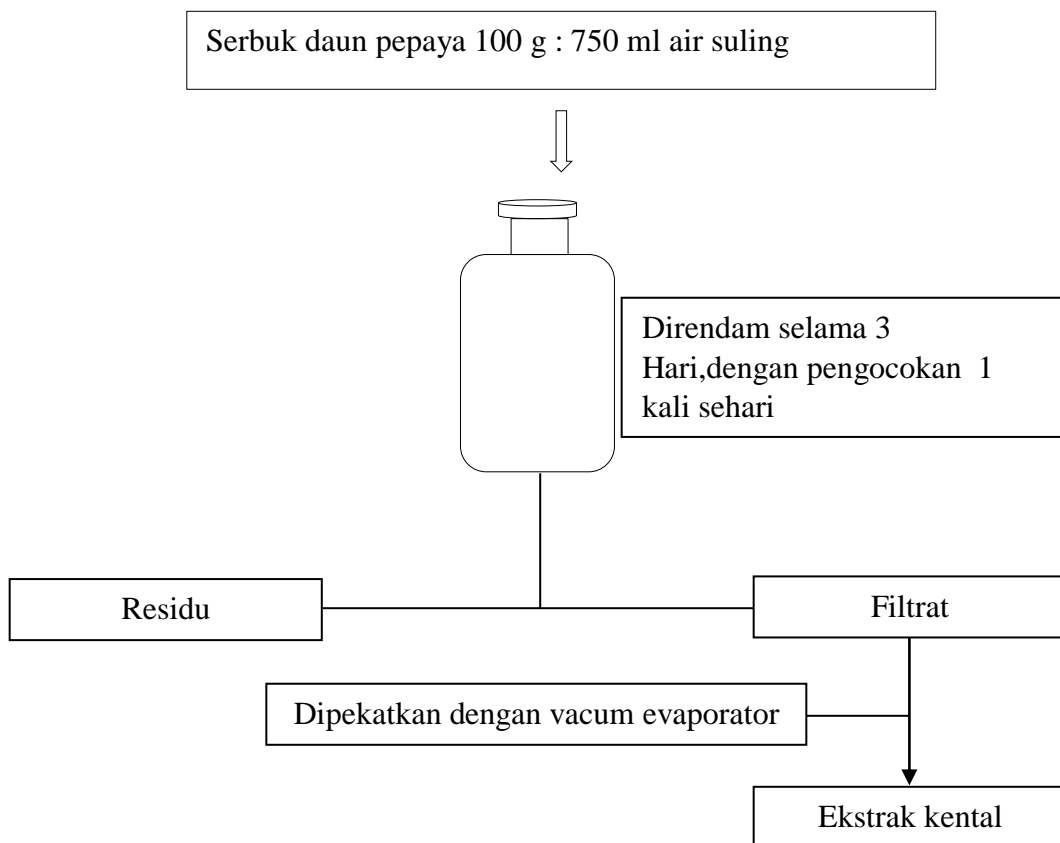 Serbuk daun pepaya 100 g : 750 ml air suling
Direndam selama 3
Hari,dengan pengocokan  1
kali sehari
Residu
Filtrat
Dipekatkan dengan vacum evaporator
Ekstrak kental